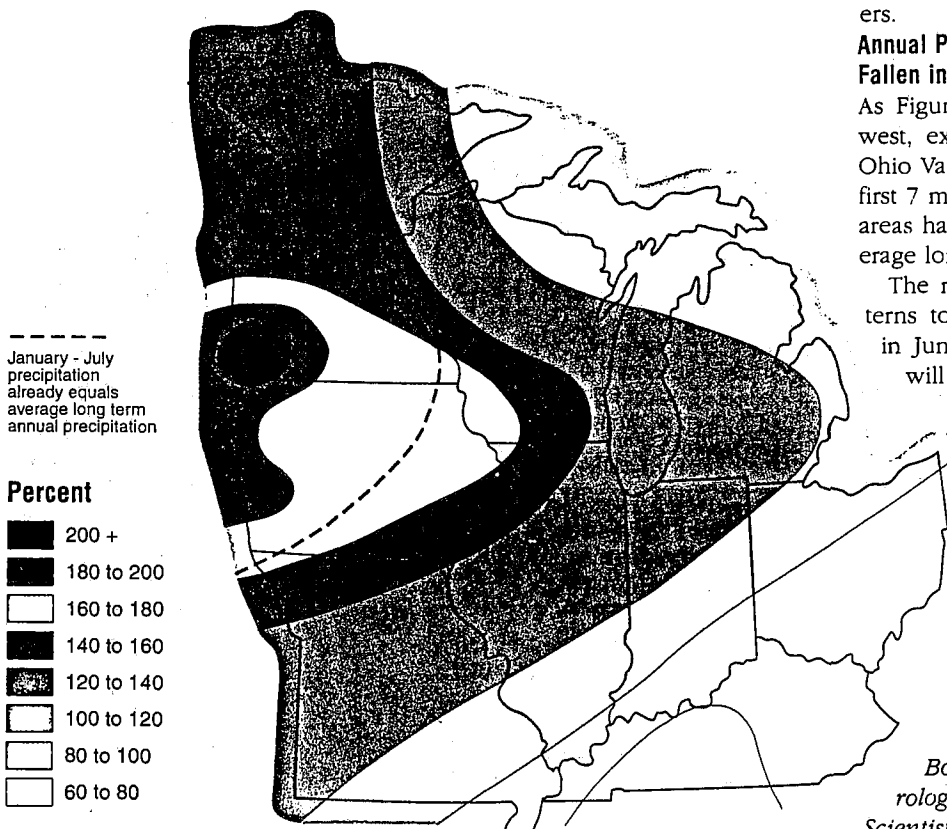 ers.
Annual P
Fallen in
As Figur
west, ex
Ohio Va
first 7 m
areas ha
erage lor
The r
terns to
in Jun
will
January - July
precipitation
already equals
average long term
annual precipitation
Percent
200 +
180 to 200
160 to 180
140 to 160
120 to 140
100 to 120
80 to 100
60 to 80
Bo
rolog
Scientist